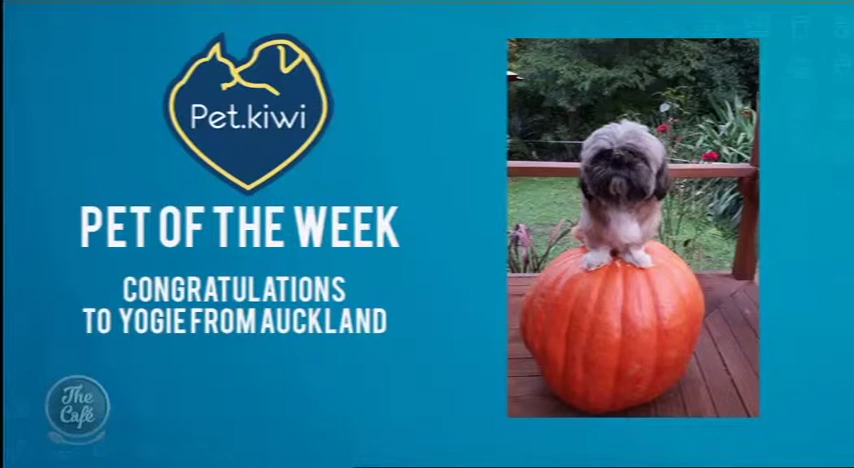 Pet.kiwi
PET OF THE WEEK
CONGRATULATIONS
TO YOGIE FROM AUCKLAND
The
Café